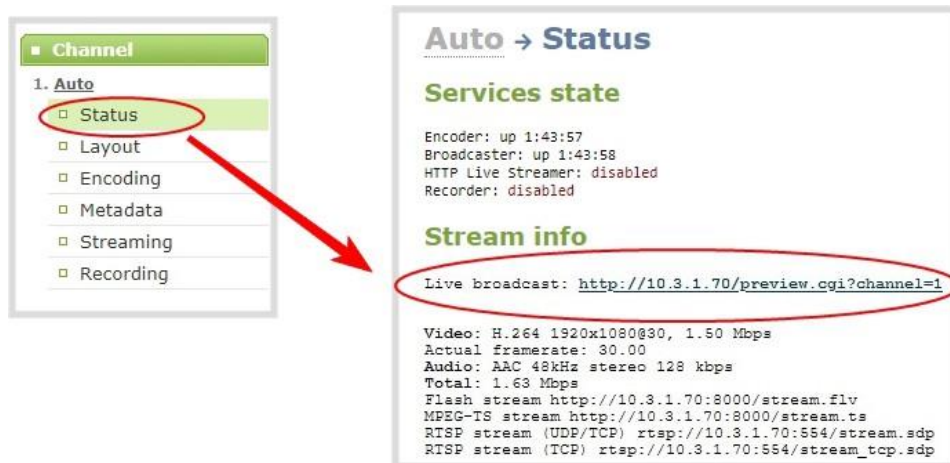 Channel
1. Auto
Status
Layout
Encoding
Metadata
Streaming
Recording
Auto → Status
Services state
Encoder: up 1:43:57
Broadcaster: up 1:43:58
HTTP Live Streamer: disabled
Recorder: disabled
Stream info
Live broadcast: http://10.3.1.70/preview.cgi?channel=1
Video: H.264 1920x1080@30, 1.50 Mbps
Actual framerate: 30.00
Audio: AAC 48kHz stereo 128 kbps
Total: 1.63 Mbps
Flash stream http://10.3.1.70:8000/stream.flv
MPEG-TS stream http://10.3.1.70:8000/stream.ts
RTSP stream (UDP/TCP) rtsp://10.3.1.70:554/stream.sdp
RTSP stream (TCP) rtsp://10.3.1.70:554/stream_tcp.sdp